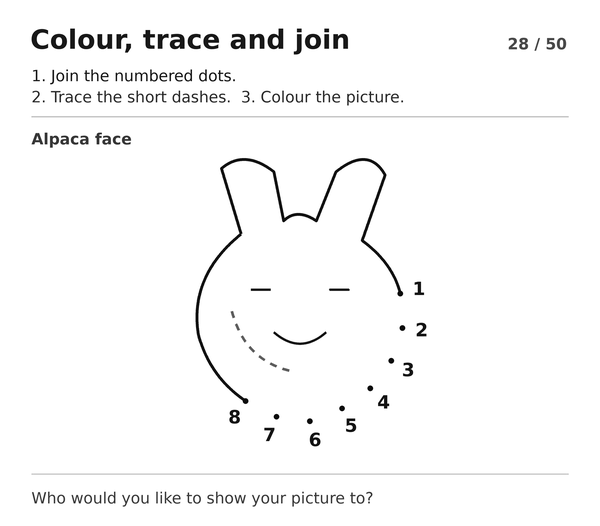 Colour, trace and join
28 / 50
1. Join the numbered dots.
2. Trace the short dashes.  3. Colour the picture.
Alpaca face
1
2
3
4
5
6
7
8
Who would you like to show your picture to?